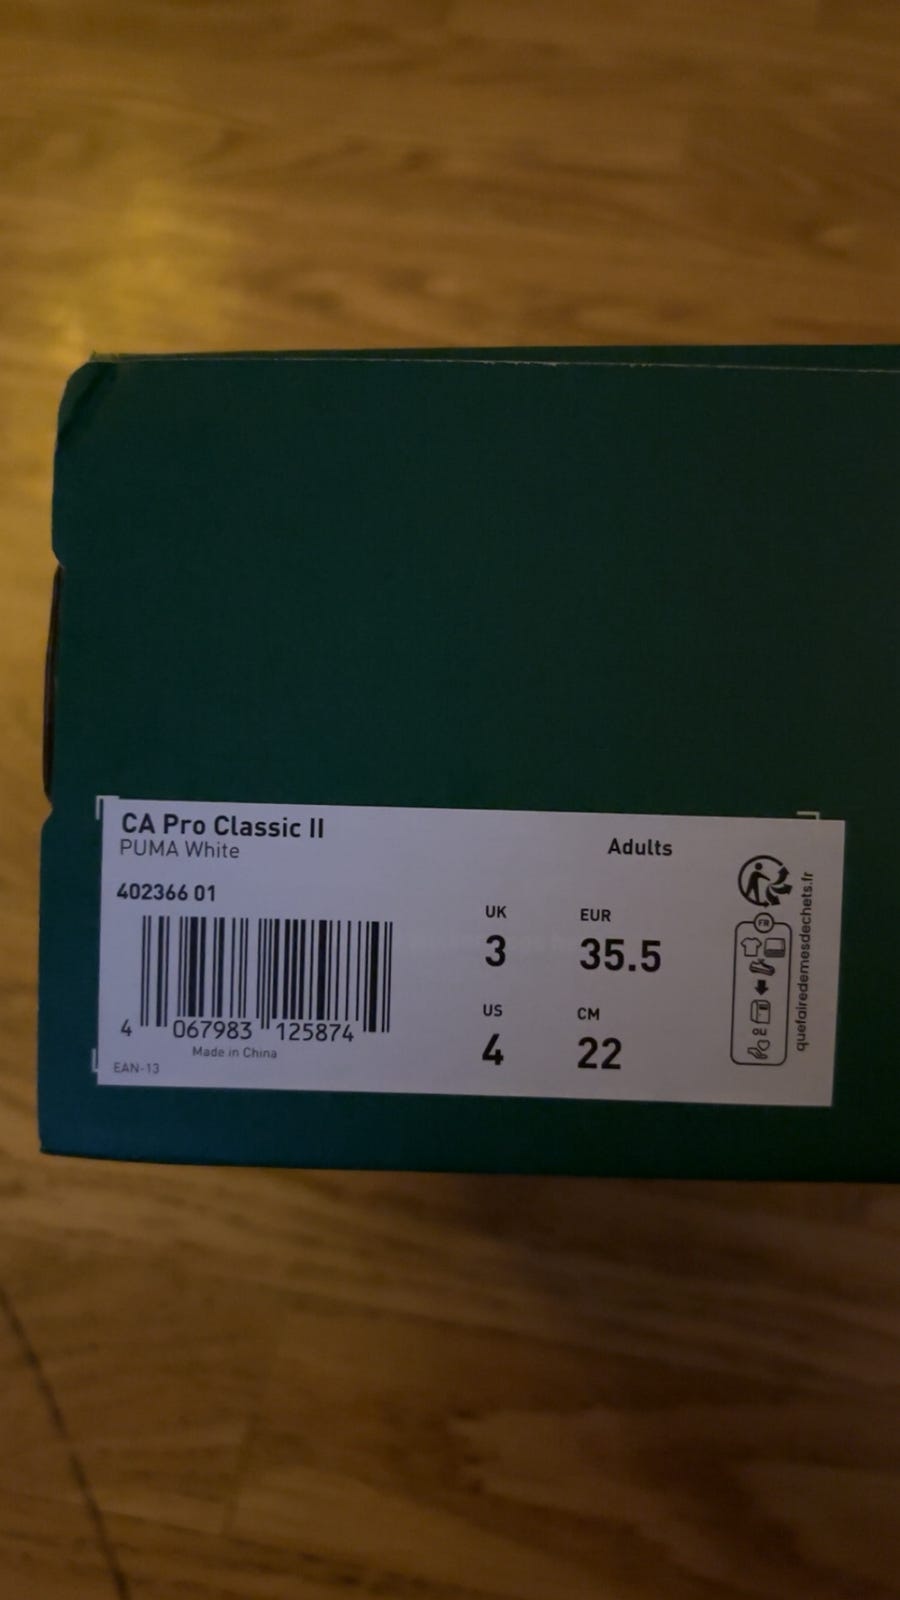 CA Pro Classic II
PUMA White
Adults
402366 01
UK
EUR
3
35.5
US
CM
4
22
4 067983 125874
Made in China
EAN-13
FR
OU
quefairedemesdechets.fr